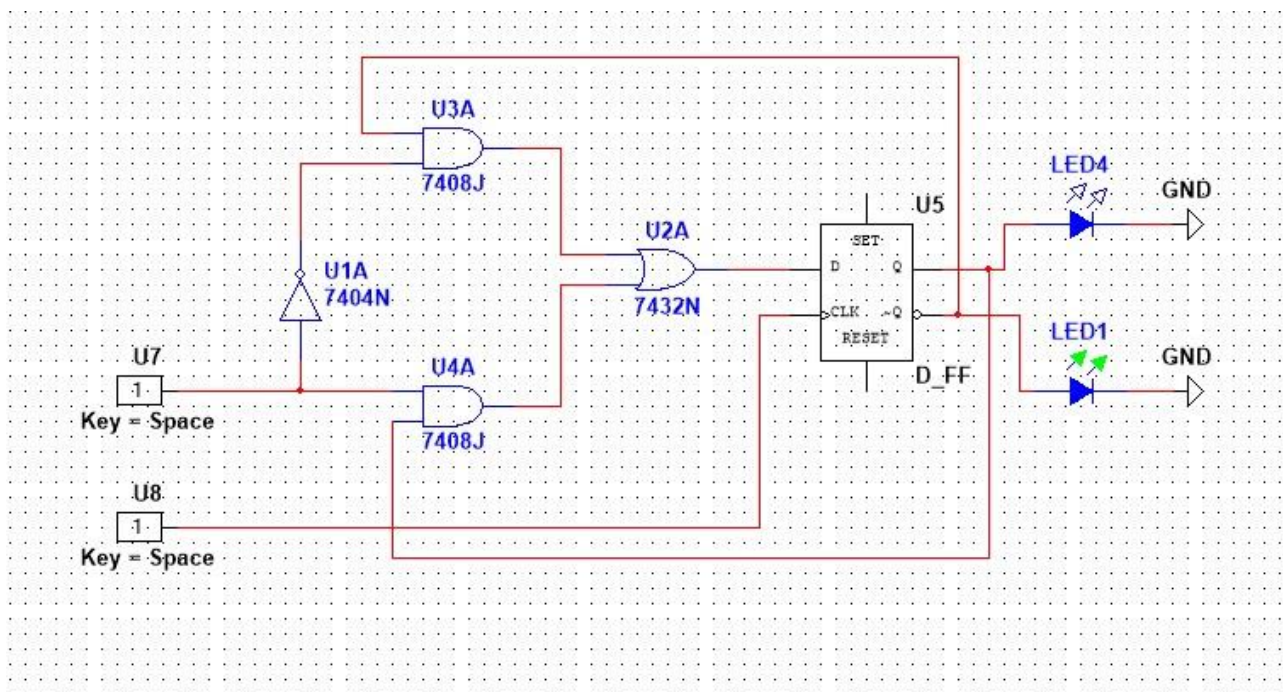 U3A
7408J
LED4
GND
U5
SET
U2A
D Q
U1A
7404N
7432N
CLK ~Q
RESET
LED1
GND
U7
U4A
D_FF
1
Key = Space
7408J
U8
1
Key = Space